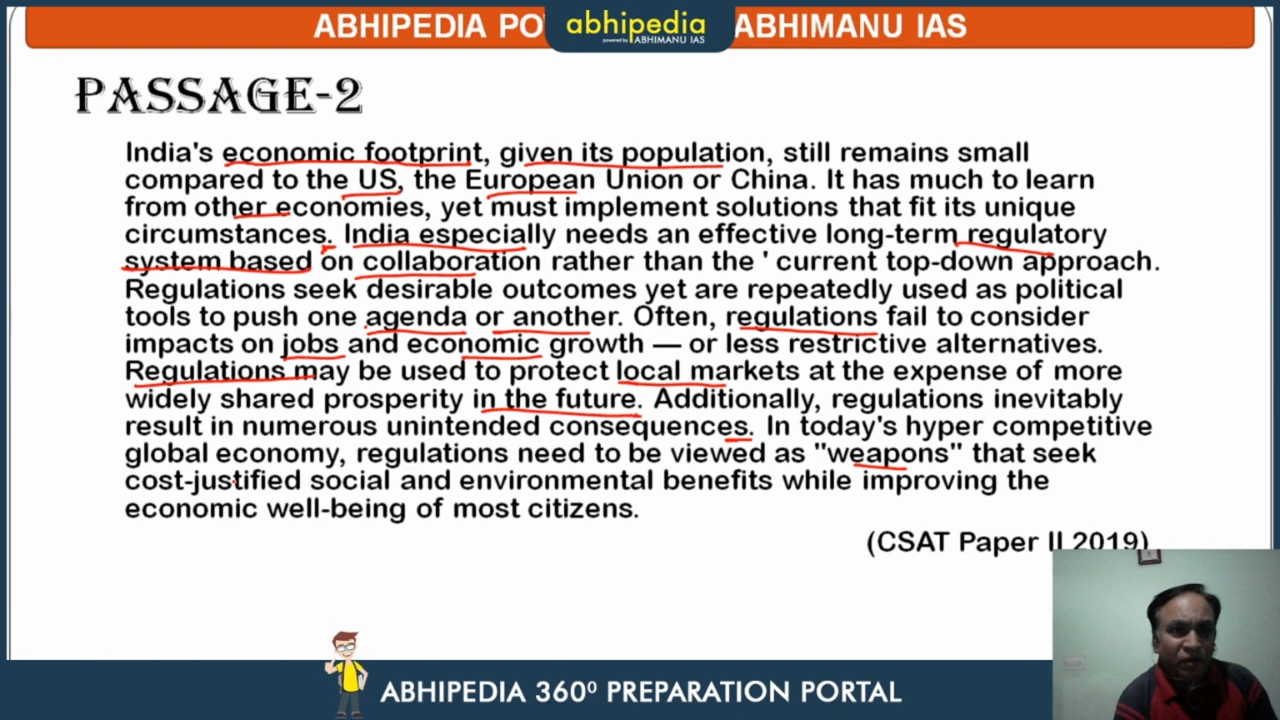 ABHIPEDIA PO
abhipedia
powered by ABHIMANU IAS
ABHIMANU IAS
PASSAGE-2
India's economic footprint, given its population, still remains small
compared to the US, the European Union or China. It has much to learn
from other economies, yet must implement solutions that fit its unique
circumstances. India especially needs an effective long-term regulatory
system based on collaboration rather than the ' current top-down approach.
Regulations seek desirable outcomes yet are repeatedly used as political
tools to push one agenda or another. Often, regulations fail to consider
impacts on jobs and economic growth — or less restrictive alternatives.
Regulations may be used to protect local markets at the expense of more
widely shared prosperity in the future. Additionally, regulations inevitably
result in numerous unintended consequences. In today's hyper competitive
global economy, regulations need to be viewed as "weapons" that seek
cost-justified social and environmental benefits while improving the
economic well-being of most citizens.
(CSAT Paper II 2019)
ABHIPEDIA 360⁰ PREPARATION PORTAL